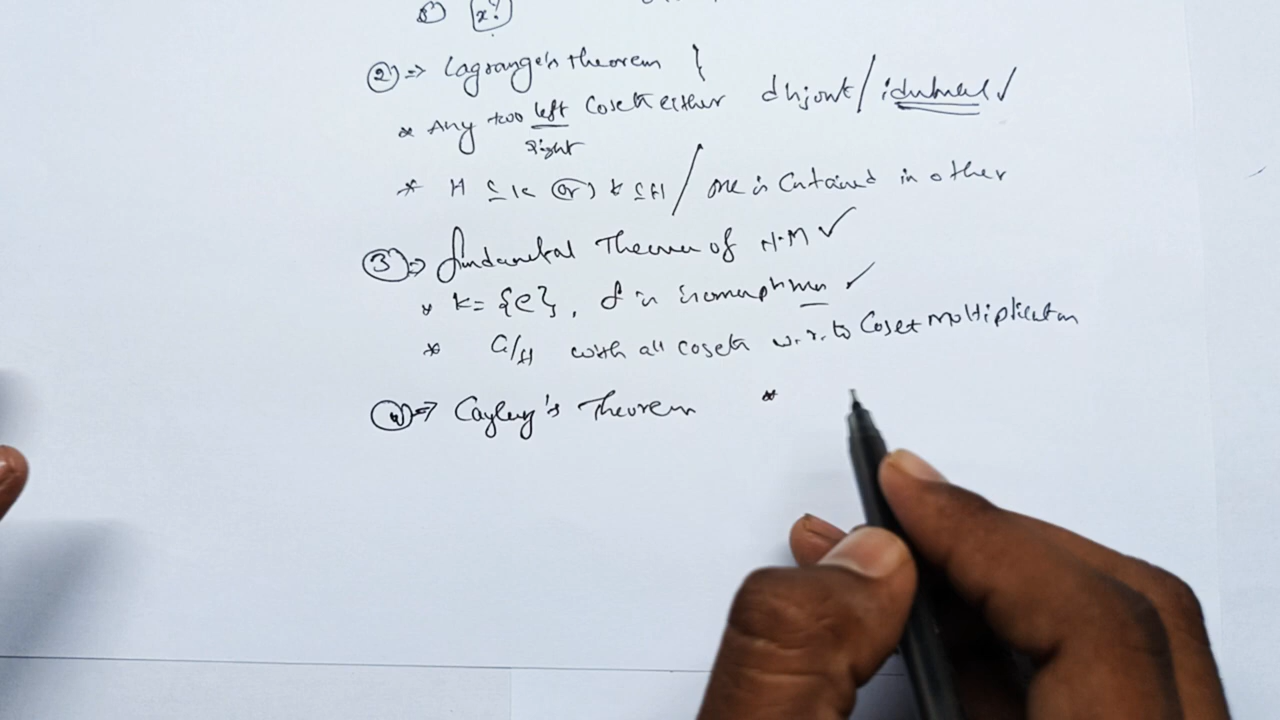 x?
②⇒ Lagrange's theorem }
* Any two left Cosets either disjoint/identical ✓
right
* H ⊆ K (or) K ⊆ H / one is Contained in other
③⇒ fundamental Theorem of H.M ✓
* K = {e}, f is isomorphism ✓
* G/H with all cosets w.r.to Coset multiplication
④⇒ Cayley's Theorem *